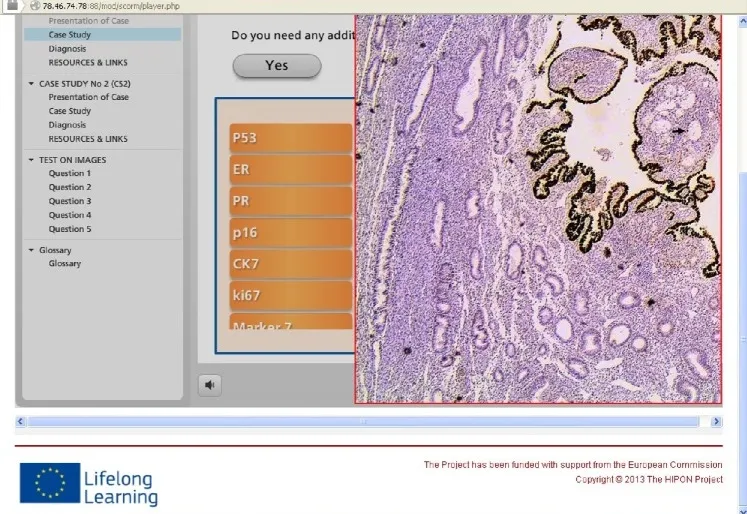 78.46.74.78:88/mod/scorm/player.php
Presentation of Case
Case Study
Diagnosis
RESOURCES & LINKS
CASE STUDY No 2 (CS2)
Presentation of Case
Case Study
Diagnosis
RESOURCES & LINKS
TEST ON IMAGES
Question 1
Question 2
Question 3
Question 4
Question 5
Glossary
Glossary
Do you need any addit
Yes
P53
ER
PR
p16
CK7
ki67
Marker 7
Lifelong
Learning
The Project has been funded with support from the European Commission
Copyright © 2013 The HIPON Project